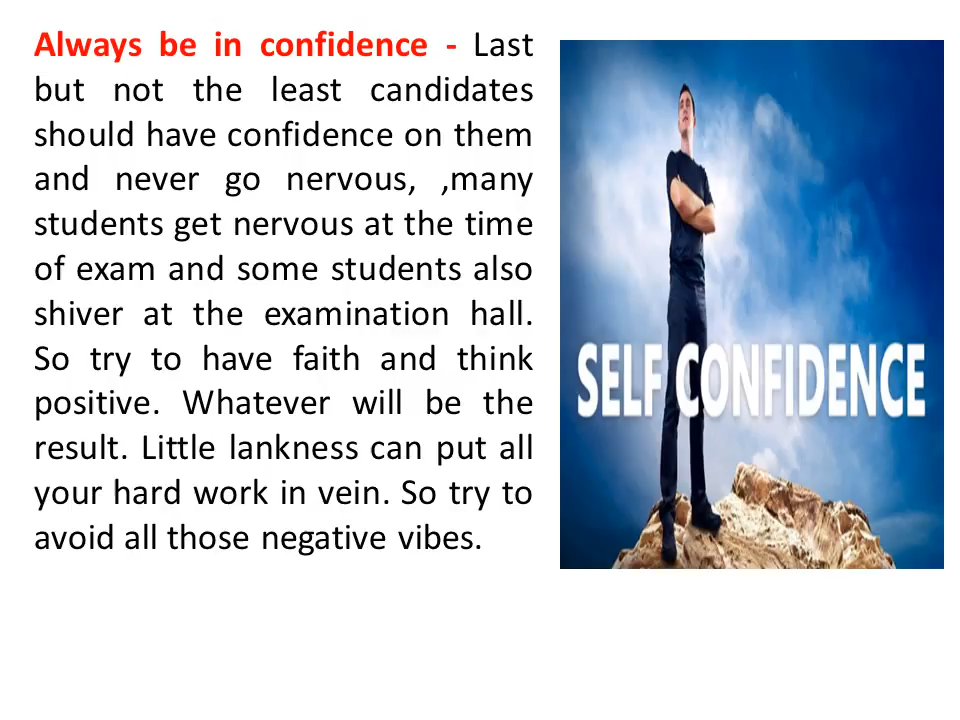 Always be in confidence - Last
but not the least candidates
should have confidence on them
and never go nervous, ,many
students get nervous at the time
of exam and some students also
shiver at the examination hall.
So try to have faith and think
positive. Whatever will be the
result. Little lankness can put all
your hard work in vein. So try to
avoid all those negative vibes.
SELF CONFIDENCE